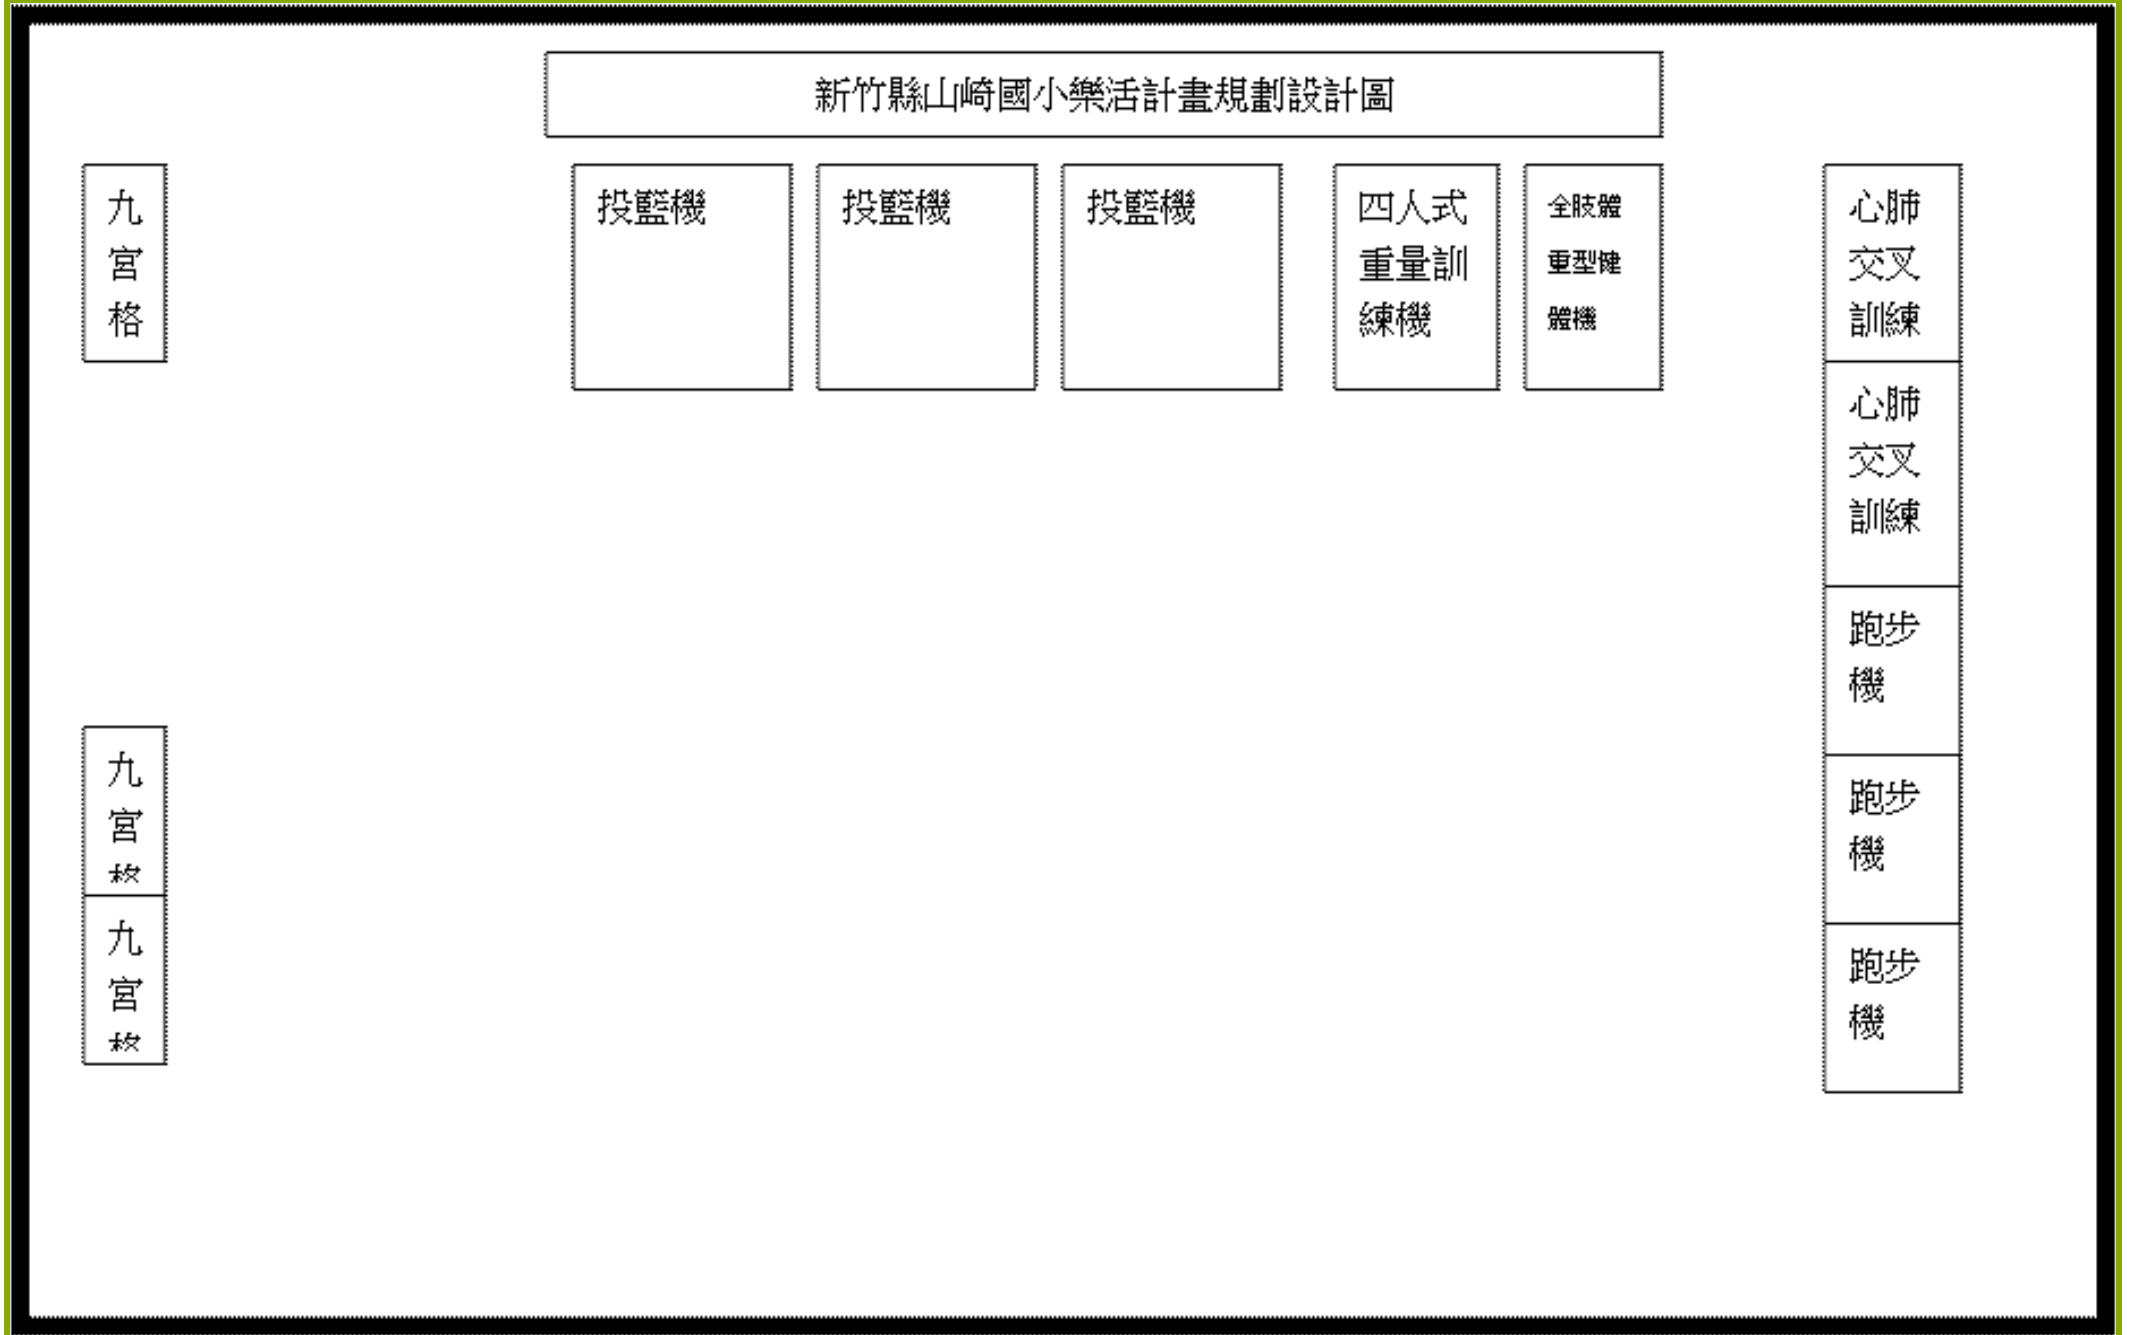 新竹縣山崎國小樂活計畫規劃設計圖
九
宮
格
投籃機
投籃機
投籃機
四人式
重量訓
練機
全肢體
重型健
體機
心肺
交叉
訓練
心肺
交叉
訓練
跑步
機
跑步
機
跑步
機
九
宮
九
宮